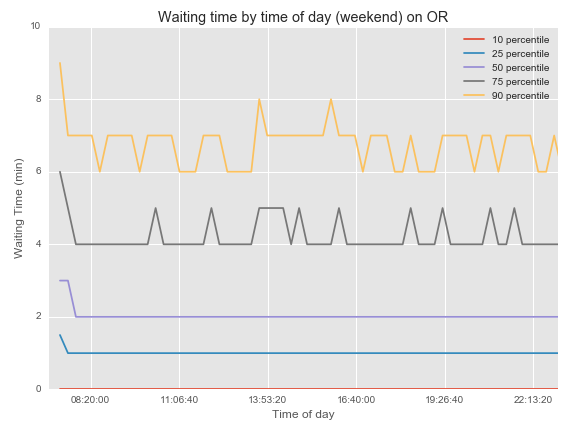 Waiting time by time of day (weekend) on OR
10 percentile
25 percentile
50 percentile
75 percentile
90 percentile
Waiting Time (min)
10
8
6
4
2
0
08:20:00 11:06:40 13:53:20 16:40:00 19:26:40 22:13:20
Time of day